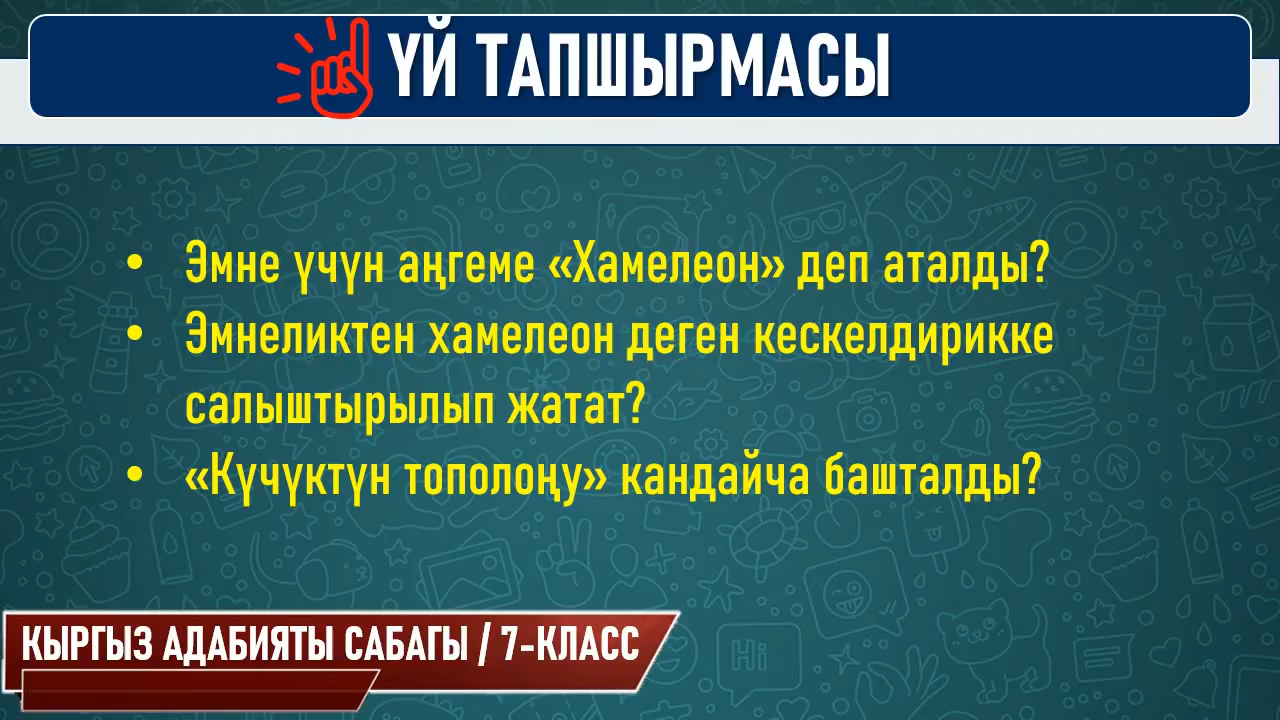 ҮЙ ТАПШЫРМАСЫ
• Эмне үчүн аңгеме «Хамелеон» деп аталды?
• Эмнеликтен хамелеон деген кескелдирикке
салыштырылып жатат?
• «Күчүктүн тополоңу» кандайча башталды?
Hi
КЫРГЫЗ АДАБИЯТЫ САБАГЫ / 7-КЛАСС